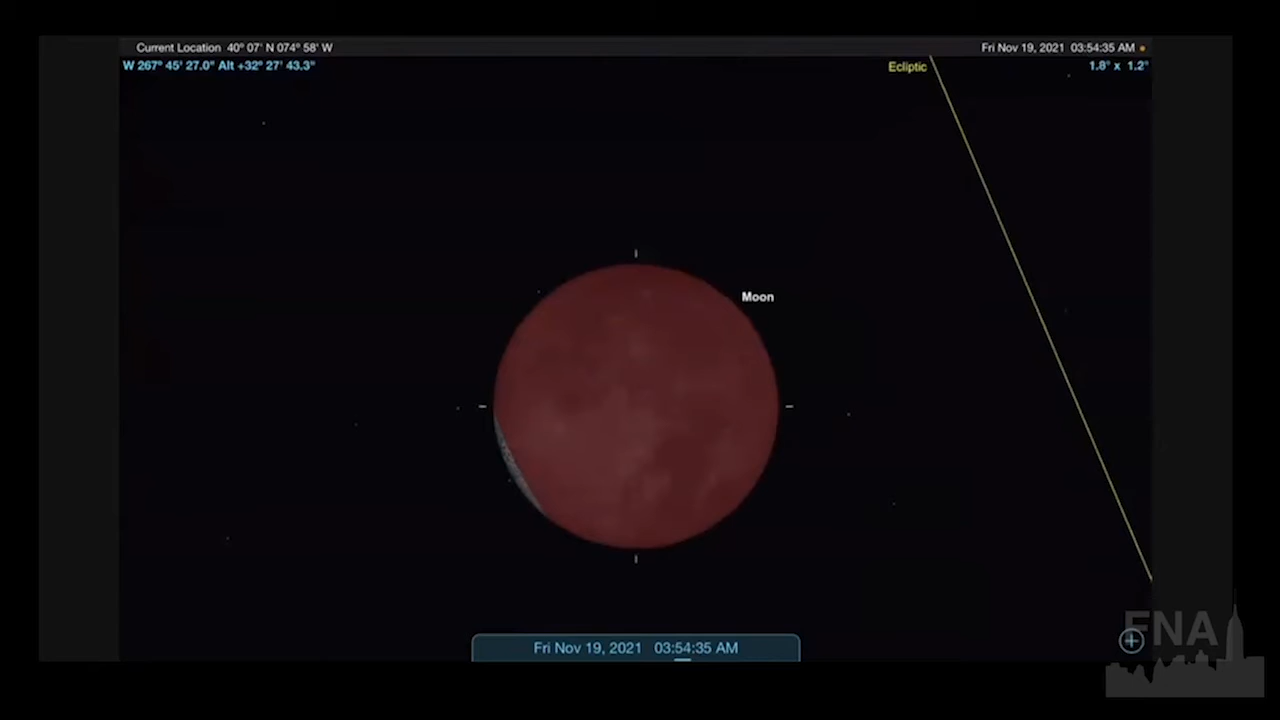 Current Location 40° 07' N 074° 58' W
Fri Nov 19, 2021 03:54:35 AM
W 267° 45' 27.0" Alt +32° 27' 43.3"
Ecliptic
1.8° x 1.2°
Moon
FNA
Fri Nov 19, 2021 03:54:35 AM